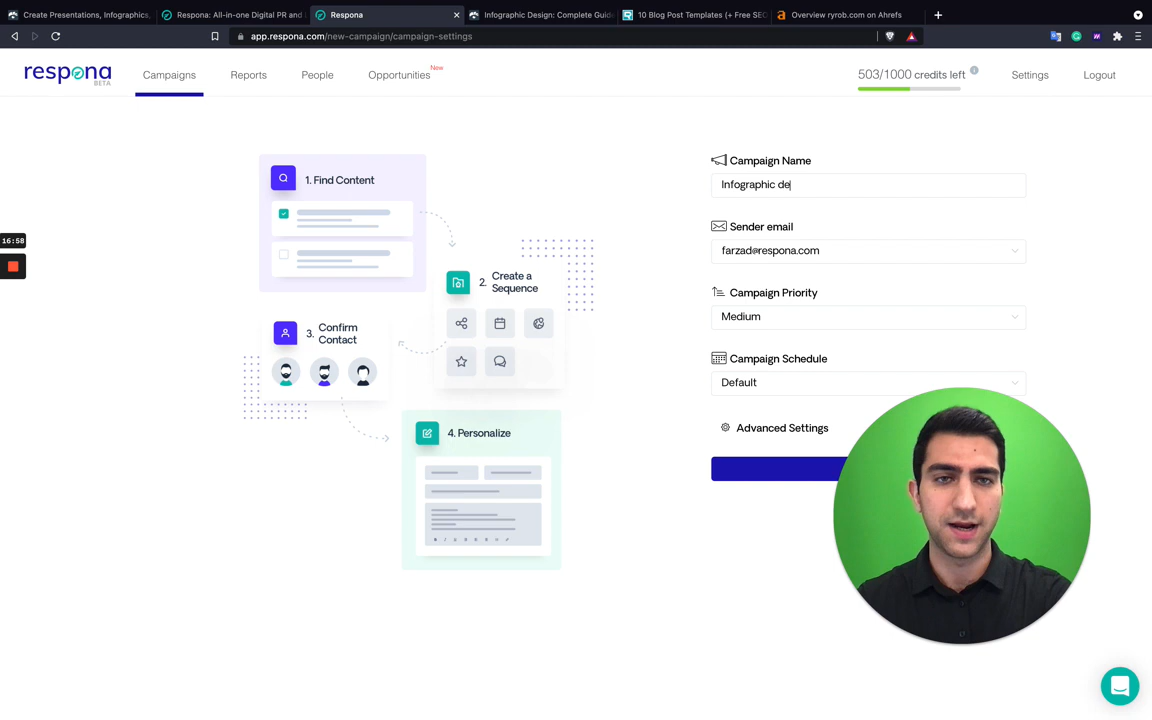 Create Presentations, Infographics,
Respona: All-in-one Digital PR and
Respona
Infographic Design: Complete Guid
10 Blog Post Templates (+ Free SEO
Overview ryrob.com on Ahrefs
app.respona.com/new-campaign/campaign-settings
respona
BETA
Campaigns
Reports
People
Opportunities
New
503/1000 credits left
Settings
Logout
16:58
1. Find Content
2. Create a
Sequence
3. Confirm
Contact
4. Personalize
Campaign Name
Infographic de
Sender email
farzad@respona.com
Campaign Priority
Medium
Campaign Schedule
Default
Advanced Settings